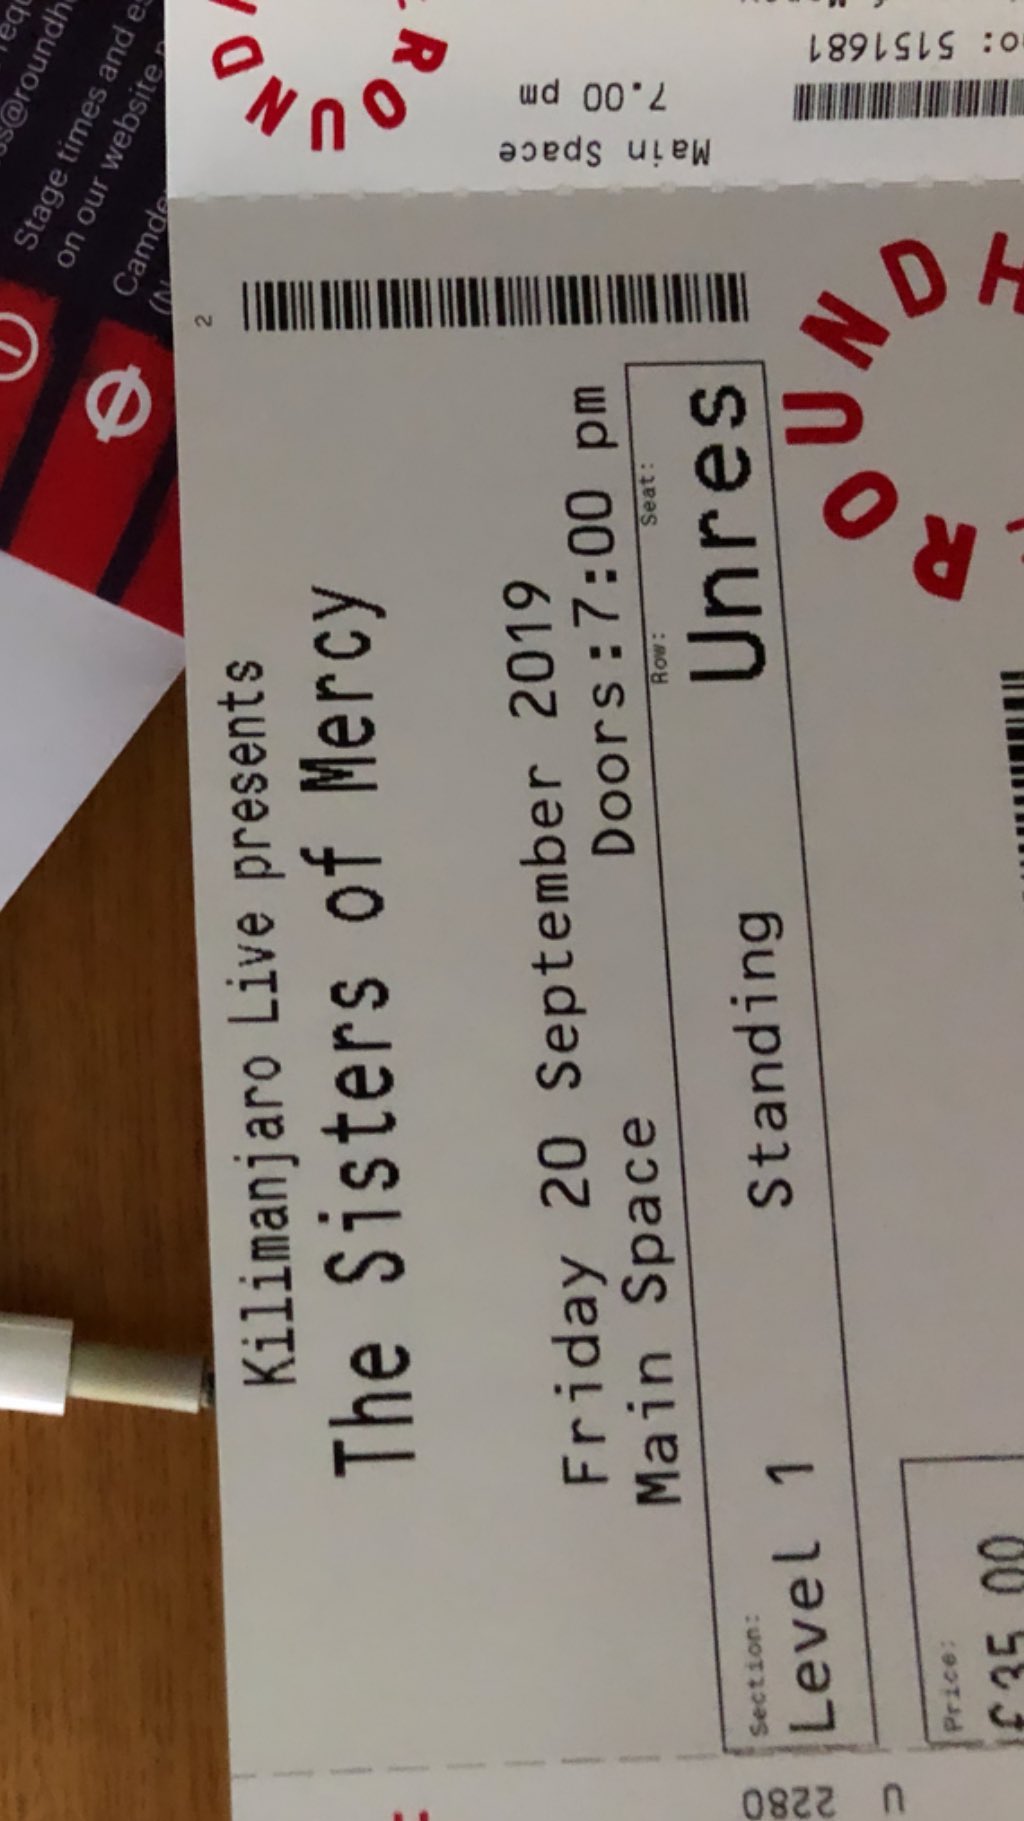 Kilimanjaro Live presents
The Sisters of Mercy
Friday 20 September 2019
Main Space Doors:7:00 pm
Section: Row: Seat:
Level 1 Standing Unres
Price:
£35.00
2
ROUNDH
Main Space
7.00 pm
5151681
ROUND
2280 U
Stage times and
on our website